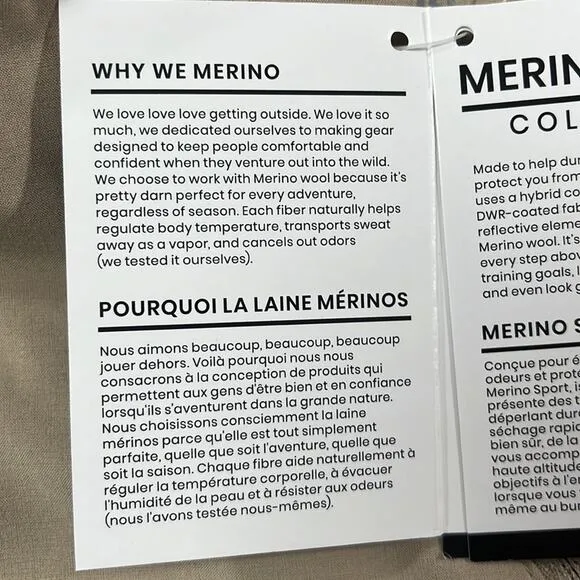 WHY WE MERINO
We love love love getting outside. We love it so
much, we dedicated ourselves to making gear
designed to keep people comfortable and
confident when they venture out into the wild.
We choose to work with Merino wool because it's
pretty darn perfect for every adventure,
regardless of season. Each fiber naturally helps
regulate body temperature, transports sweat
away as a vapor, and cancels out odors
(we tested it ourselves).
POURQUOI LA LAINE MÉRINOS
Nous aimons beaucoup, beaucoup, beaucoup
jouer dehors. Voilà pourquoi nous nous
consacrons à la conception de produits qui
permettent aux gens d'être bien et en confiance
lorsqu'ils s'aventurent dans la grande nature.
Nous choisissons consciemment la laine
mérinos parce qu'elle est tout simplement
parfaite, quelle que soit l'aventure, quelle que
soit la saison. Chaque fibre aide naturellement à
réguler la température corporelle, à évacuer
l'humidité de la peau et à résister aux odeurs
(nous l'avons testée nous-mêmes).
MERIN
COL
Made to help du
protect you from
uses a hybrid co
DWR-coated fab
reflective eleme
Merino wool. It's
every step abov
training goals, l
and even look g
MERINO S
Conçue pour é
odeurs et prote
Merino Sport, is
présente des t
déperlant dura
séchage rapid
bien sûr, de la
vous accomp
haute altitude
objectifs à l'en
lorsque vous
même au bur